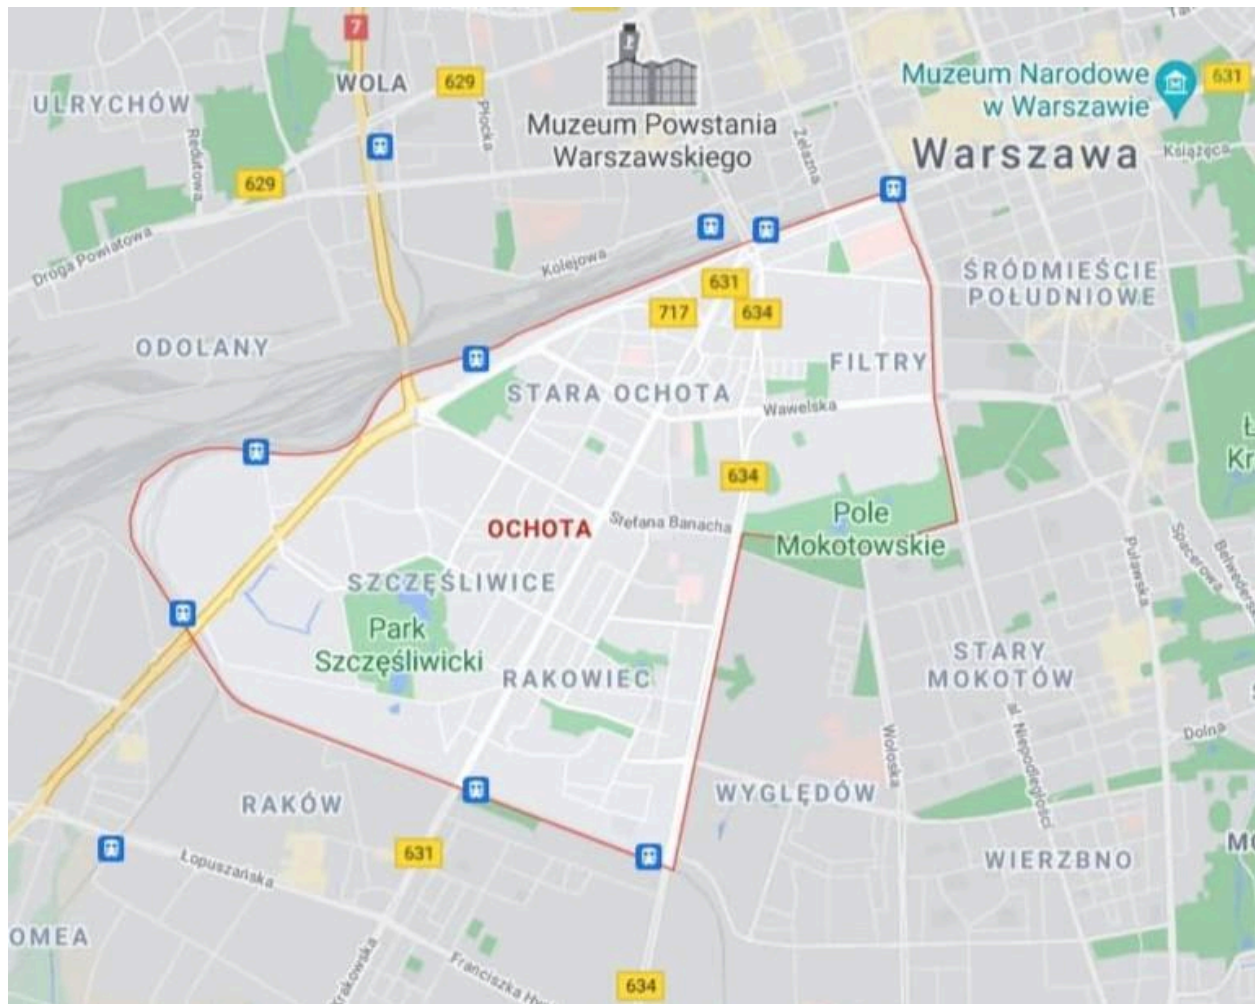 7
WOLA
629
ULRYCHÓW
Płocka
Redutowa
629
Muzeum Powstania
Warszawskiego
Żelazna
Muzeum Narodowe
w Warszawie
631
Warszawa
Książęca
Droga Powiatowa
Kolejowa
ŚRÓDMIEŚCIE
POŁUDNIOWE
631
717
634
ODOLANY
FILTRY
STARA OCHOTA
Wawelska
634
Pole
Mokotowskie
OCHOTA
Stefana Banacha
SZCZĘŚLIWICE
Park
Szczęśliwicki
RAKOWIEC
Puławska
Spacerowa
STARY
MOKOTÓW
al. Niepodległości
Wołoska
Dolna
RAKÓW
WYGLĘDÓW
631
WIERZBNO
Łopuszańska
OMEA
Krakowska
Franciszka
634